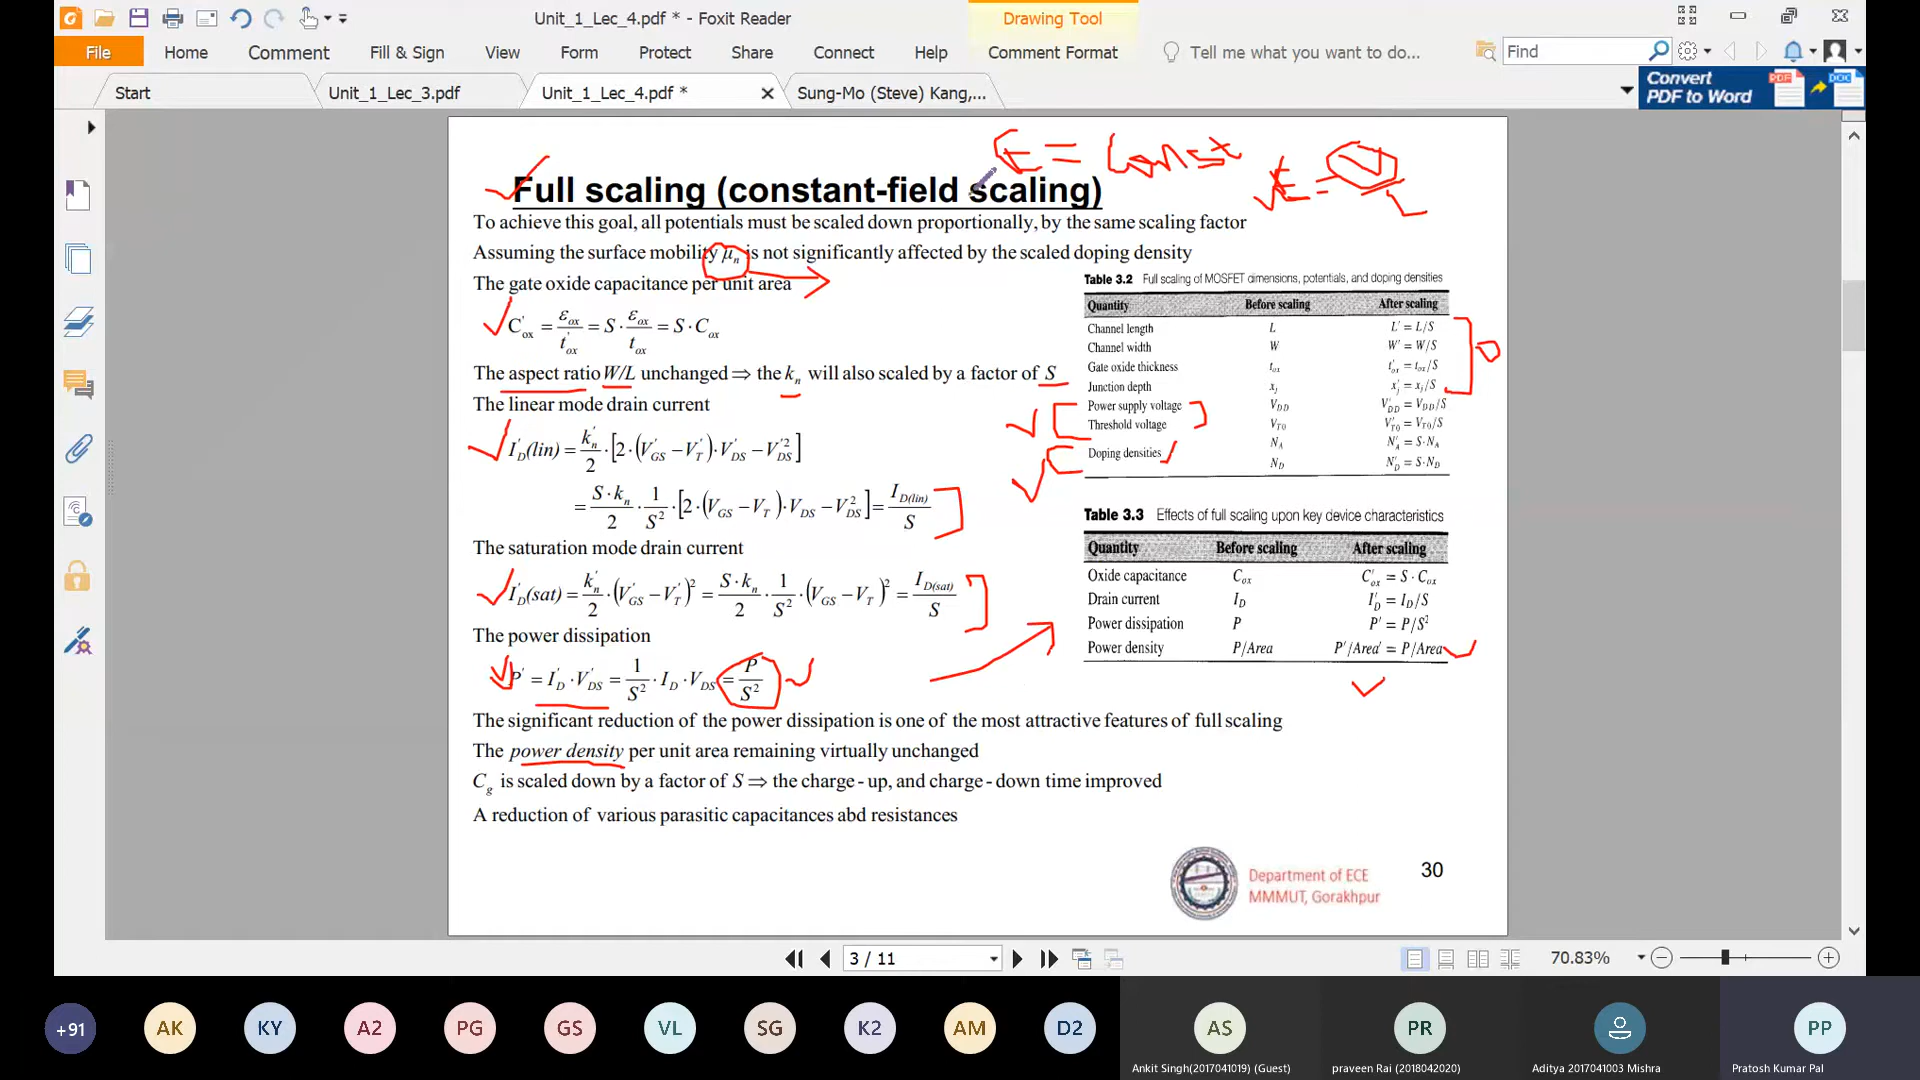 Unit_1_Lec_4.pdf * - Foxit Reader
Drawing Tool
File Home Comment Fill & Sign View Form Protect Share Connect Help Comment Format Tell me what you want to do... Find
Start Unit_1_Lec_3.pdf Unit_1_Lec_4.pdf * Sung-Mo (Steve) Kang,...
Convert PDF to Word PDF DOC
E = Const
E = V/L
Full scaling (constant-field scaling)
To achieve this goal, all potentials must be scaled down proportionally, by the same scaling factor
Assuming the surface mobility μn is not significantly affected by the scaled doping density
The gate oxide capacitance per unit area
C'ox = εox/t'ox = S · εox/tox = S · Cox
The aspect ratio W/L unchanged ⇒ the kn will also scaled by a factor of S
The linear mode drain current
I'D(lin) = k'n/2 · [2 · (V'GS − V'T) · V'DS − V'DS²]
= S · kn/2 · 1/S² · [2 · (VGS − VT) · VDS − VDS²] = ID(lin)/S
The saturation mode drain current
I'D(sat) = k'n/2 · (V'GS − V'T)² = S · kn/2 · 1/S² · (VGS − VT)² = ID(sat)/S
The power dissipation
P' = I'D · V'DS = 1/S² · ID · VDS = P/S²
The significant reduction of the power dissipation is one of the most attractive features of full scaling
The power density per unit area remaining virtually unchanged
Cg is scaled down by a factor of S ⇒ the charge - up, and charge - down time improved
A reduction of various parasitic capacitances abd resistances
Table 3.2 Full scaling of MOSFET dimensions, potentials, and doping densities
Quantity Before scaling After scaling
Channel length L L' = L/S
Channel width W W' = W/S
Gate oxide thickness tox t'ox = tox/S
Junction depth xj x'j = xj/S
Power supply voltage VDD V'DD = VDD/S
Threshold voltage VT0 V'T0 = VT0/S
Doping densities NA N'A = S·NA
ND N'D = S·ND
Table 3.3 Effects of full scaling upon key device characteristics
Quantity Before scaling After scaling
Oxide capacitance Cox C'ox = S · Cox
Drain current ID I'D = ID/S
Power dissipation P P' = P/S²
Power density P/Area P'/Area' = P/Area
Department of ECE
MMMUT, Gorakhpur
30
3 / 11 70.83%
+91 AK KY A2 PG GS VL SG K2 AM D2 AS PR PP
Ankit Singh(2017041019) (Guest) praveen Rai (2018042020) Aditya 2017041003 Mishra Pratosh Kumar Pal